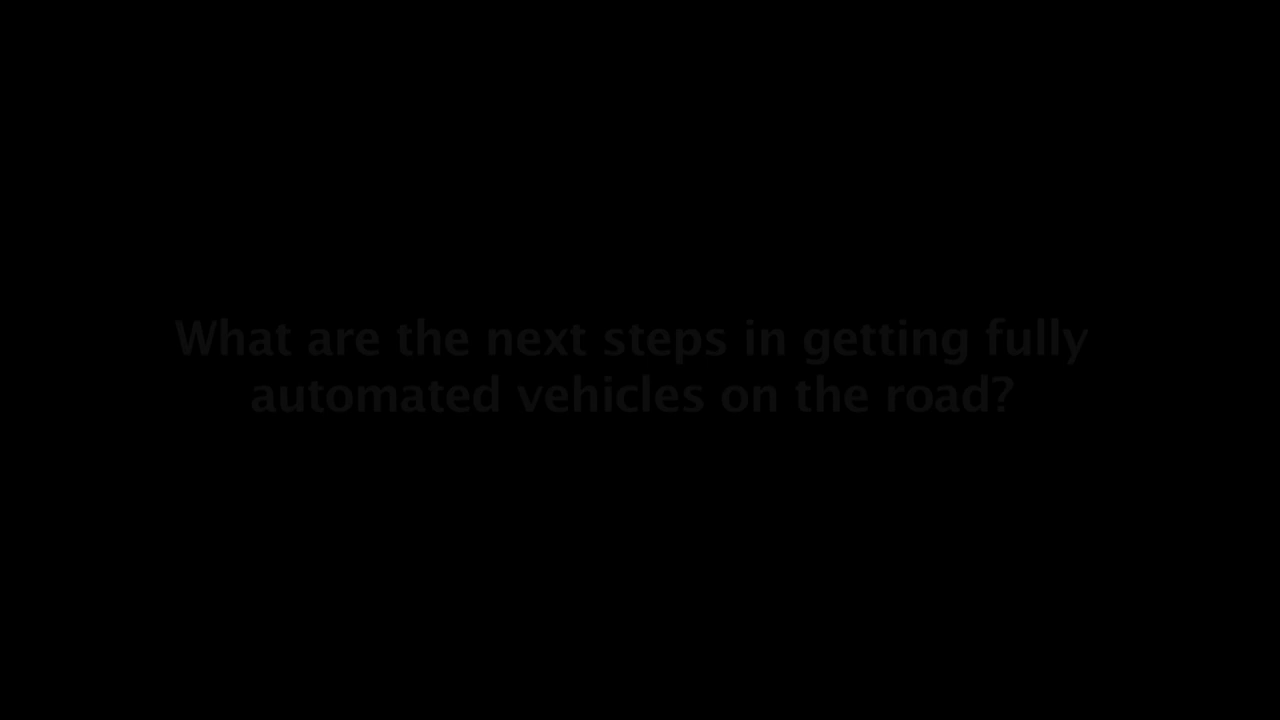 What are the next steps in getting fully
automated vehicles on the road?